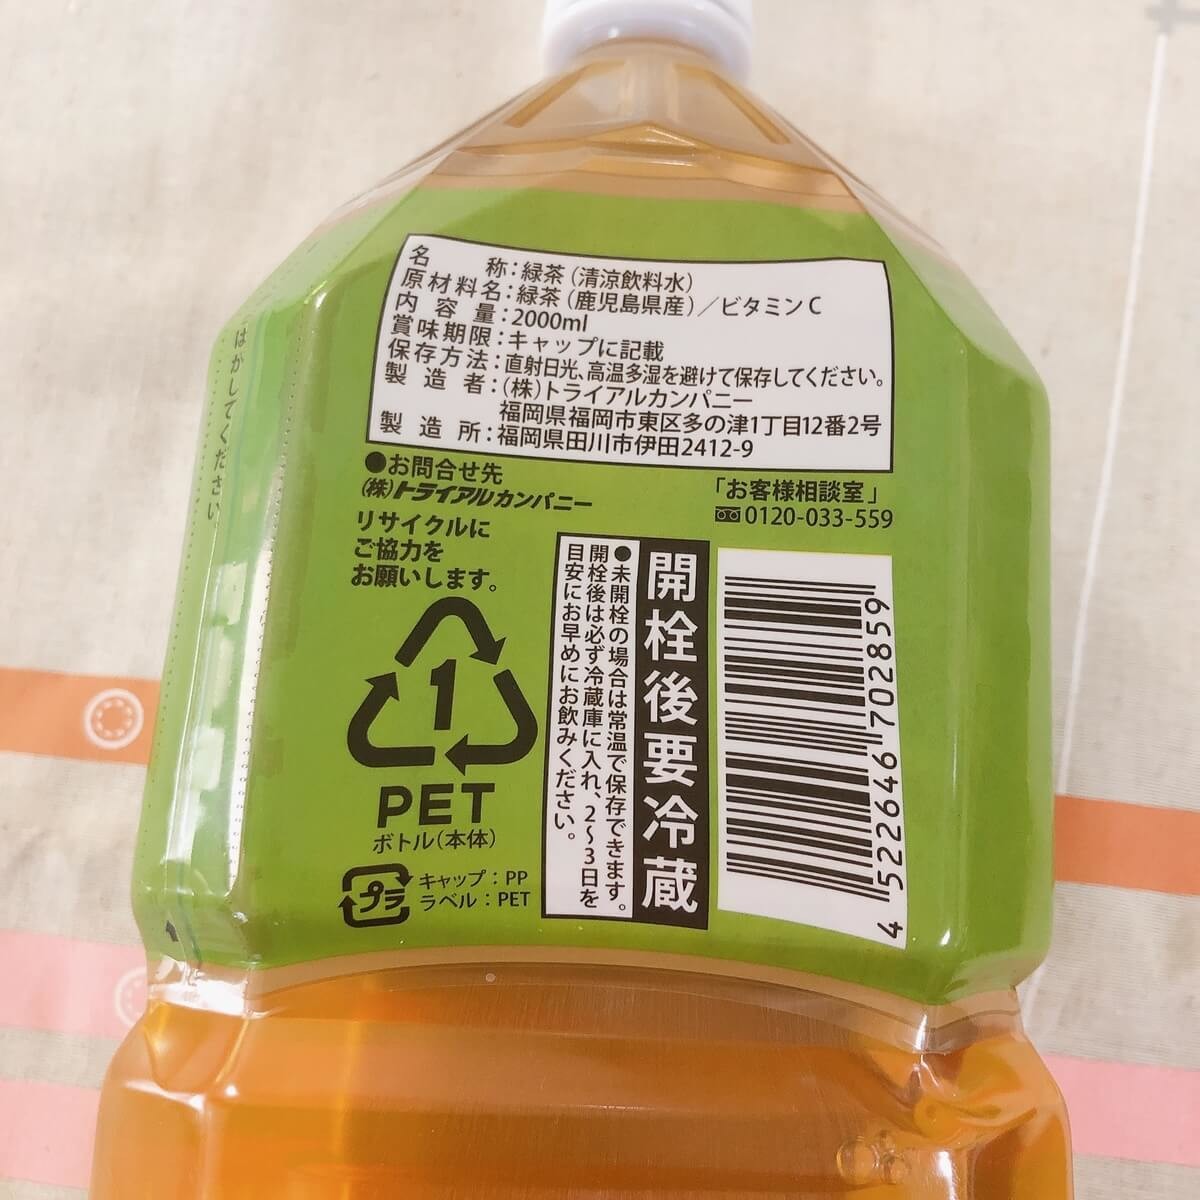 名称：緑茶（清涼飲料水）
原材料名：緑茶（鹿児島県産）／ビタミンC
内容量：2000ml
賞味期限：キャップに記載
保存方法：直射日光、高温多湿を避けて保存してください。
製造者：（株）トライアルカンパニー
福岡県福岡市東区多の津1丁目12番2号
製造所：福岡県田川市伊田2412-9
●お問合せ先
（株）トライアルカンパニー
「お客様相談室」
0120-033-559
リサイクルに
ご協力を
お願いします。
1
PET
ボトル（本体）
プラ
キャップ：PP
ラベル：PET
開栓後要冷蔵
●未開栓の場合は常温で保存できます。
開栓後は必ず冷蔵庫に入れ、2〜3日を
目安にお早めにお飲みください。
4 522646 702859
はがしてください